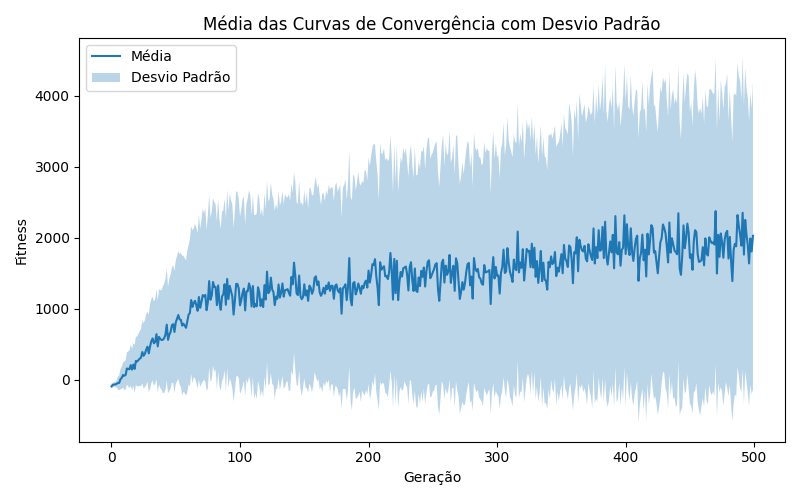 Média das Curvas de Convergência com Desvio Padrão
Média
Desvio Padrão
Fitness
4000
3000
2000
1000
0
0 100 200 300 400 500
Geração